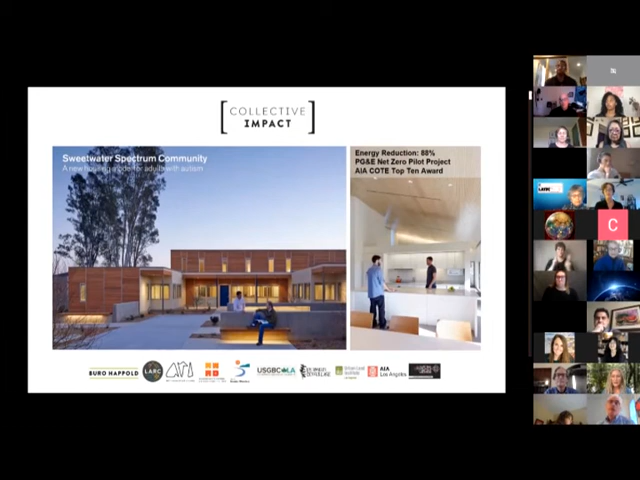 COLLECTIVE
IMPACT
Sweetwater Spectrum Community
A new housing model for adults with autism
Energy Reduction: 88%
PG&E Net Zero Pilot Project
AIA COTE Top Ten Award
BURO HAPPOLD
LARC
USGBC LA
AIA
Los Angeles
C